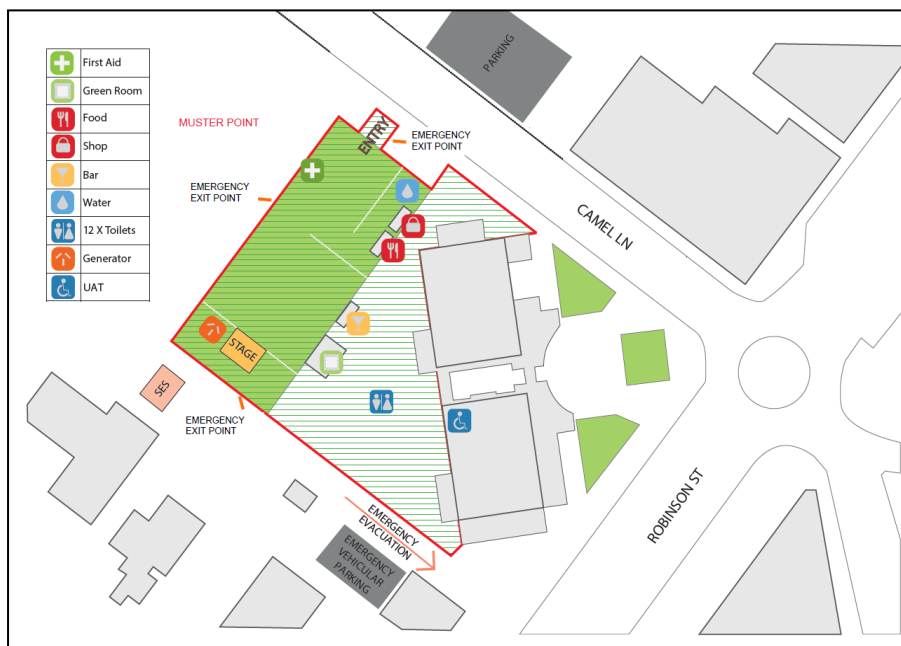 First Aid
Green Room
Food
Shop
Bar
Water
12 X Toilets
Generator
UAT
PARKING
MUSTER POINT
ENTRY
EMERGENCY
EXIT POINT
EMERGENCY
EXIT POINT
CAMEL LN
STAGE
SES
EMERGENCY
EXIT POINT
ROBINSON ST
EMERGENCY
EVACUATION
EMERGENCY
VEHICULAR
PARKING